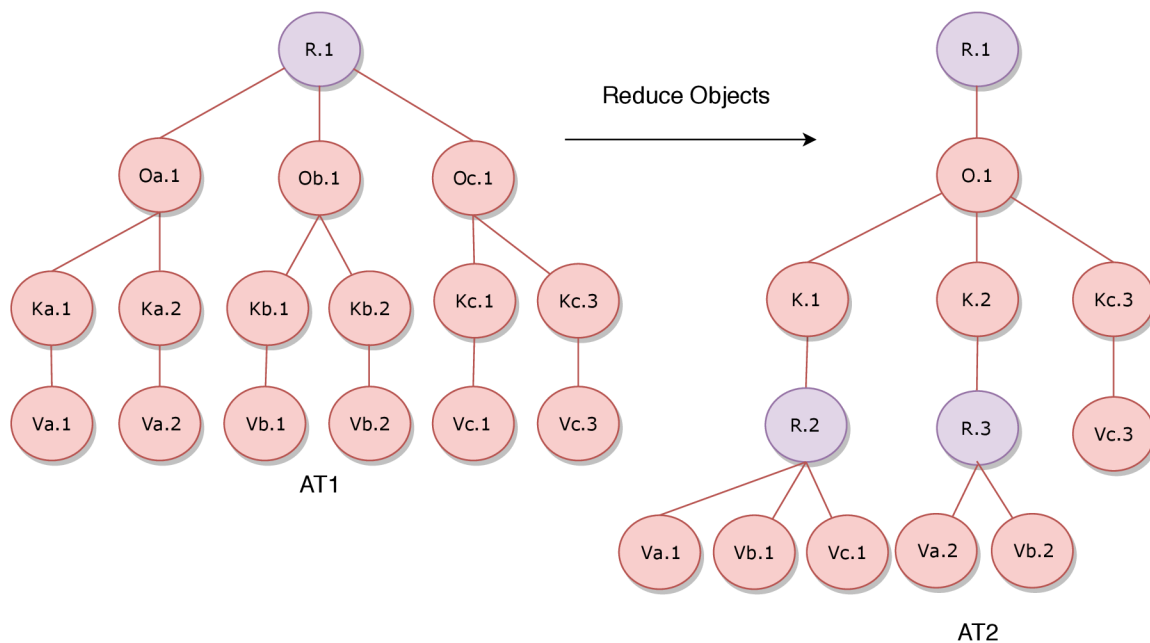 R.1
Oa.1 Ob.1 Oc.1
Ka.1 Ka.2 Kb.1 Kb.2 Kc.1 Kc.3
Va.1 Va.2 Vb.1 Vb.2 Vc.1 Vc.3
AT1
Reduce Objects
R.1
O.1
K.1 K.2 Kc.3
R.2 R.3 Vc.3
Va.1 Vb.1 Vc.1 Va.2 Vb.2
AT2